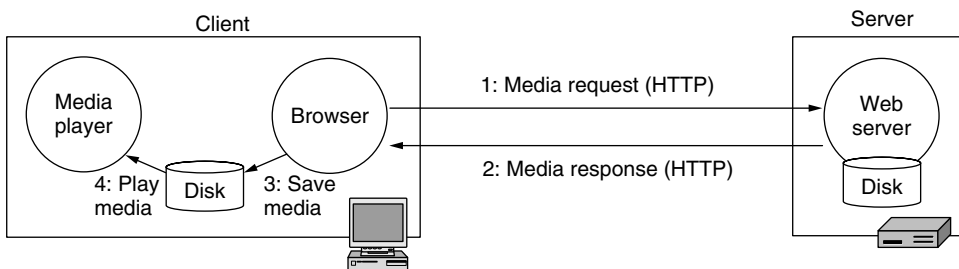 Client
Server
Media
player
Browser
1: Media request (HTTP)
Web
server
2: Media response (HTTP)
4: Play
media
Disk
3: Save
media
Disk